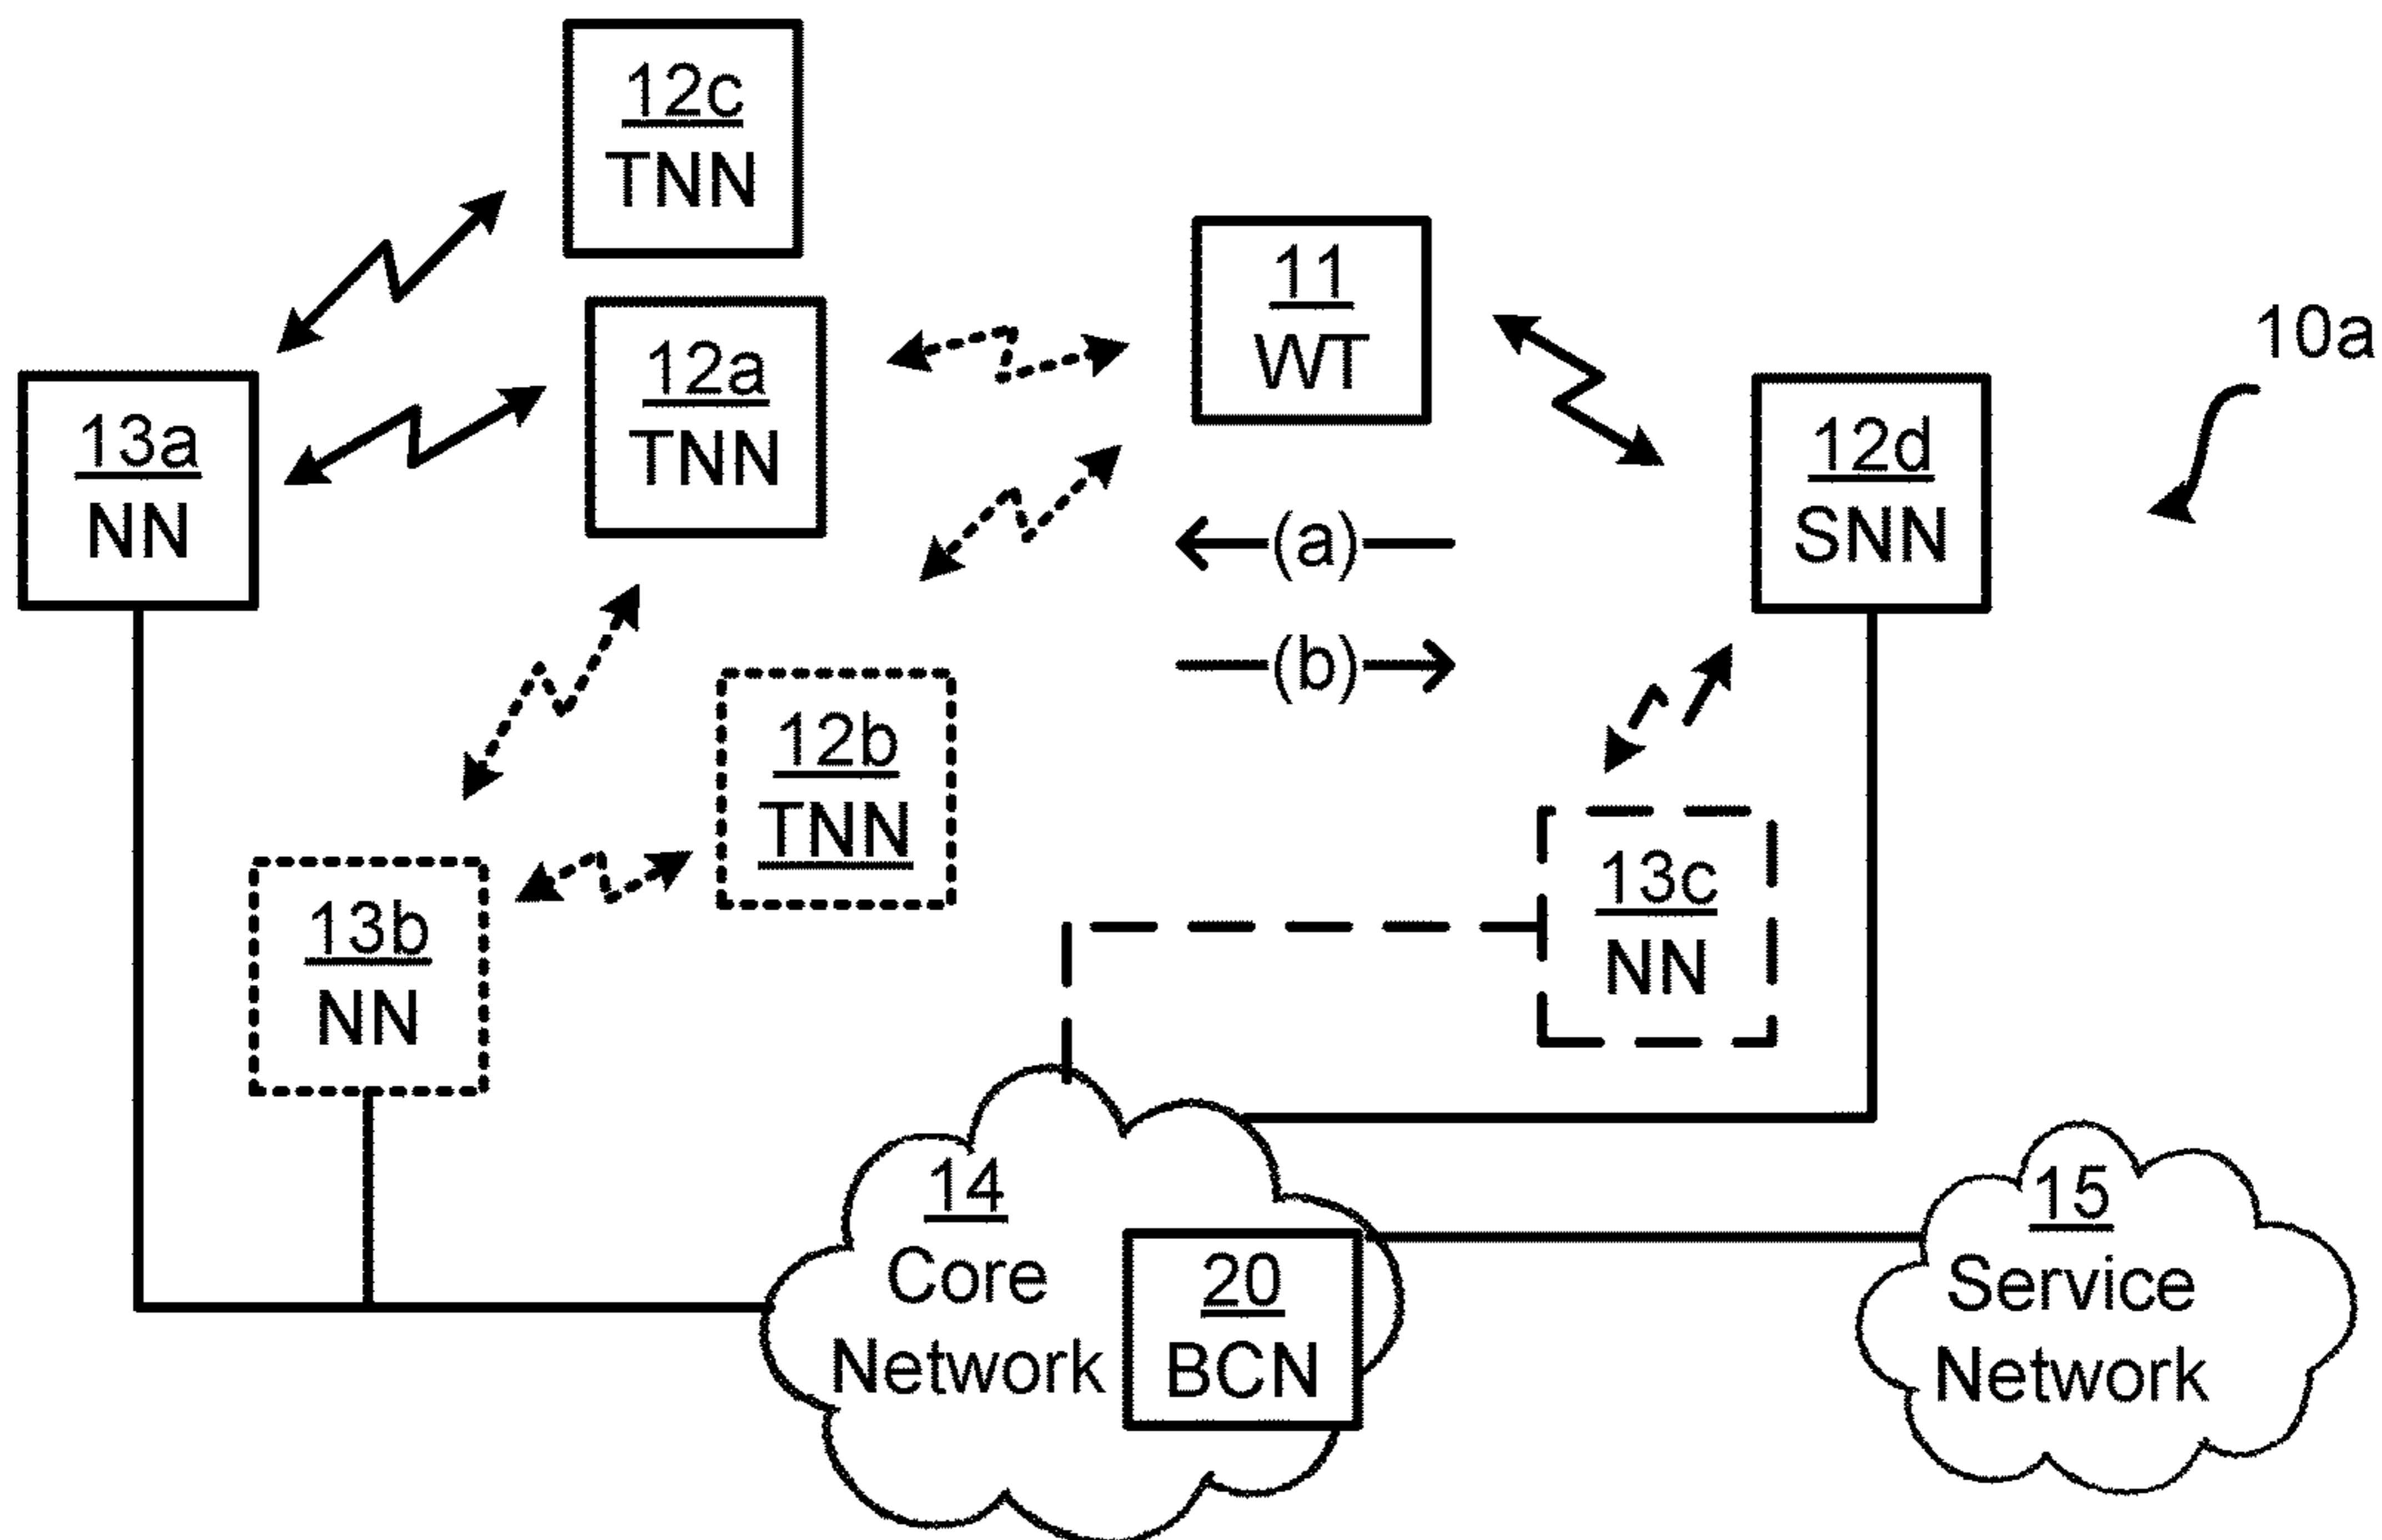 12c
TNN
11
WT
10a
12a
TNN
13a
NN
12d
SNN
(a)
(b)
12b
TNN
13c
NN
13b
NN
14
Core
Network
20
BCN
15
Service
Network